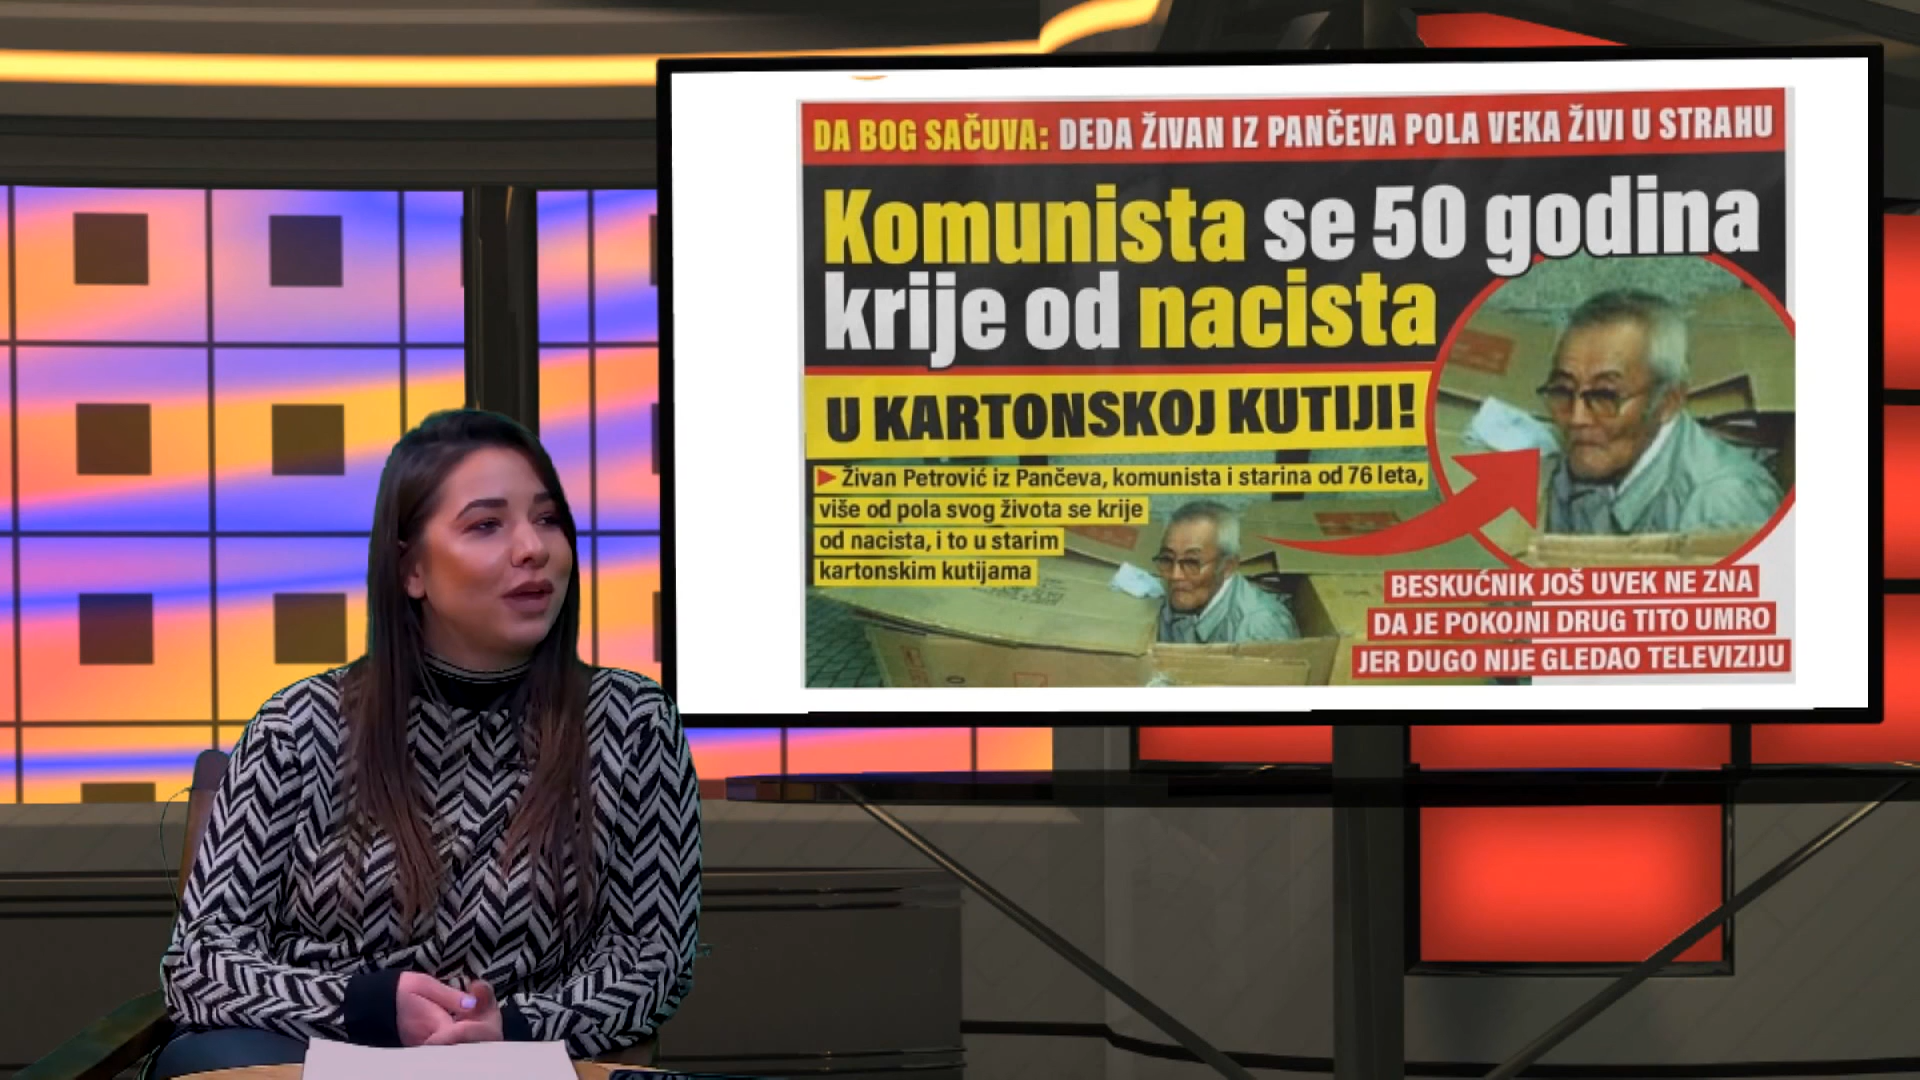 DA BOG SAČUVA: DEDA ŽIVAN IZ PANČEVA POLA VEKA ŽIVI U STRAHU
Komunista se 50 godina
krije od nacista
U KARTONSKOJ KUTIJI!
Živan Petrović iz Pančeva, komunista i starina od 76 leta,
više od pola svog života se krije
od nacista, i to u starim
kartonskim kutijama
BESKUĆNIK JOŠ UVEK NE ZNA
DA JE POKOJNI DRUG TITO UMRO
JER DUGO NIJE GLEDAO TELEVIZIJU